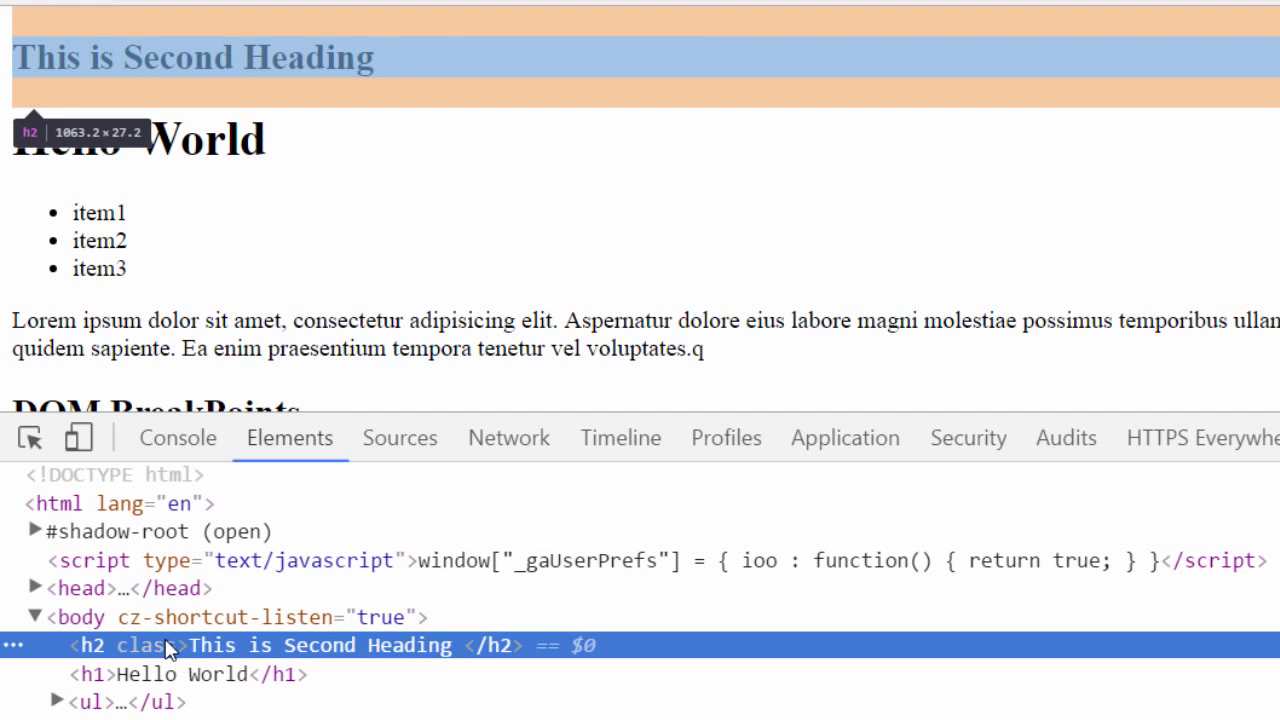 This is Second Heading
h2 1063.2 × 27.2
World
item1
item2
item3
Lorem ipsum dolor sit amet, consectetur adipisicing elit. Aspernatur dolore eius labore magni molestiae possimus temporibus ullan
quidem sapiente. Ea enim praesentium tempora tenetur vel voluptates.q
DOM BreakPoints
Console Elements Sources Network Timeline Profiles Application Security Audits HTTPS Everywhe
<!DOCTYPE html>
<html lang="en">
#shadow-root (open)
<script type="text/javascript">window["_gaUserPrefs"] = { ioo : function() { return true; } }</script>
<head>…</head>
<body cz-shortcut-listen="true">
<h2 class>This is Second Heading </h2> == $0
<h1>Hello World</h1>
<ul>…</ul>